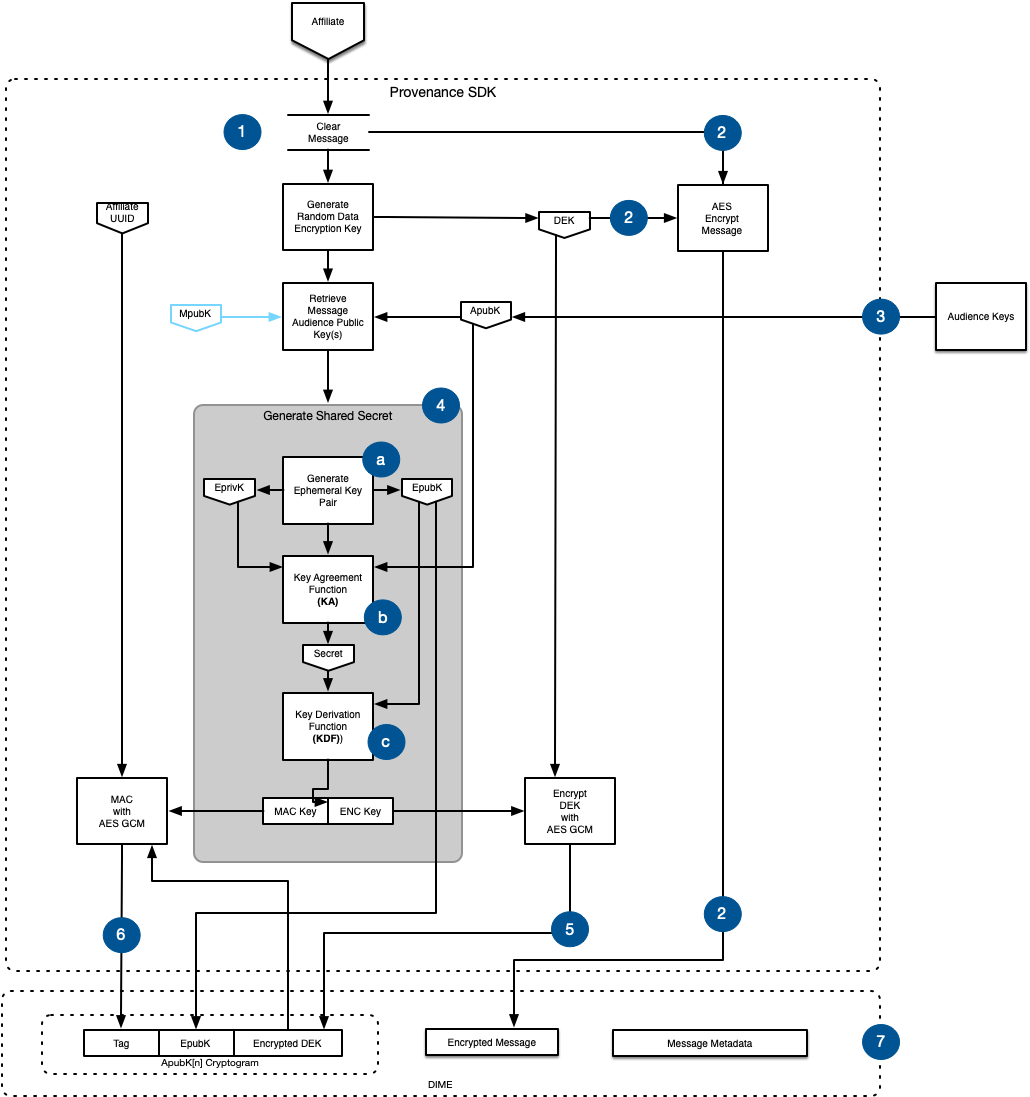 Affiliate
Provenance SDK
1
Clear
Message
2
Affiliate
UUID
Generate
Random Data
Encryption Key
DEK
2
AES
Encrypt
Message
MpubK
Retrieve
Message
Audience Public
Key(s)
ApubK
3
Audience Keys
4
Generate Shared Secret
a
EprivK
Generate
Ephemeral Key
Pair
EpubK
Key Agreement
Function
(KA)
b
Secret
Key Derivation
Function
(KDF))
c
MAC
with
AES GCM
MAC Key
ENC Key
Encrypt
DEK
with
AES GCM
6
5
2
Tag
EpubK
Encrypted DEK
ApubK[n] Cryptogram
Encrypted Message
Message Metadata
7
DIME